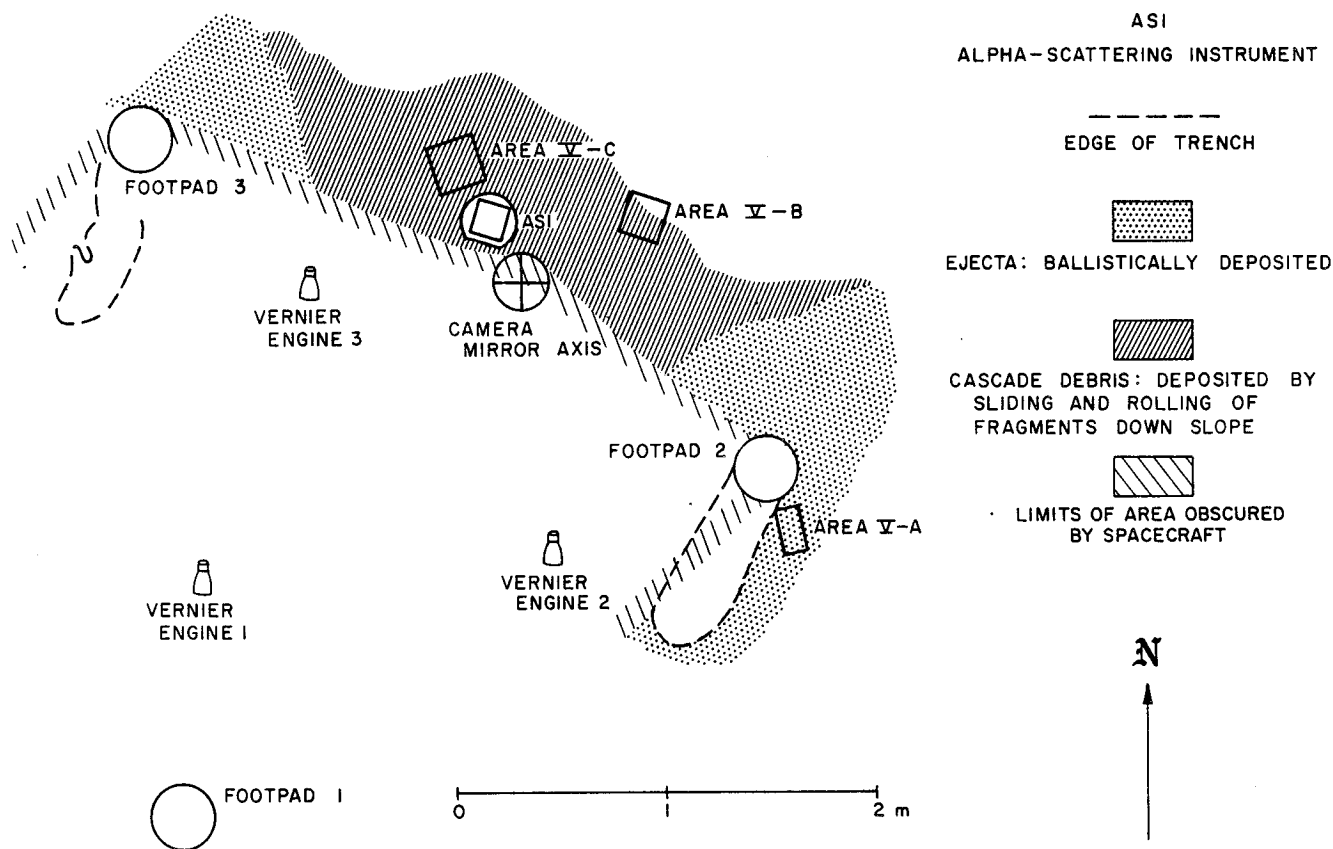 ASI
ALPHA-SCATTERING INSTRUMENT
EDGE OF TRENCH
EJECTA: BALLISTICALLY DEPOSITED
CASCADE DEBRIS: DEPOSITED BY
SLIDING AND ROLLING OF
FRAGMENTS DOWN SLOPE
LIMITS OF AREA OBSCURED
BY SPACECRAFT
N
FOOTPAD 3
AREA V-C
ASI
AREA V-B
VERNIER
ENGINE 3
CAMERA
MIRROR AXIS
FOOTPAD 2
AREA V-A
VERNIER
ENGINE 2
VERNIER
ENGINE 1
FOOTPAD 1
0 1 2 m